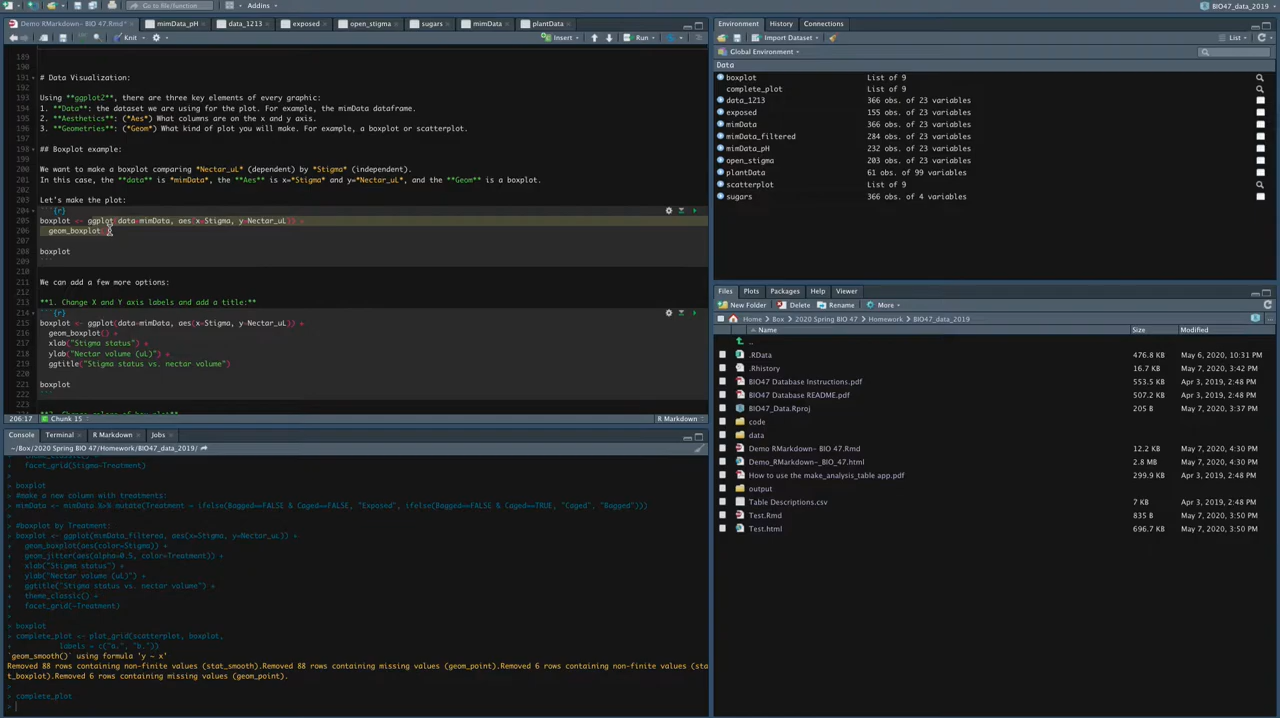 Go to file/function
Addins
BIO47_data_2019
Demo RMarkdown- BIO 47.Rmd*
mimData_pH
data_1213
exposed
open_stigma
sugars
mimData
plantData
Knit
Insert
Run
189
190
191 # Data Visualization:
192
193 Using **ggplot2**, there are three key elements of every graphic:
194 1. **Data**: the dataset we are using for the plot. For example, the mimData dataframe.
195 2. **Aesthetics**: (*Aes*) What columns are on the x and y axis.
196 3. **Geometries**: (*Geom*) What kind of plot you will make. For example, a boxplot or scatterplot.
197
198 ## Boxplot example:
199
200 We want to make a boxplot comparing *Nectar_uL* (dependent) by *Stigma* (independent).
201 In this case, the **data** is *mimData*, the **Aes** is x=*Stigma* and y=*Nectar_uL*, and the **Geom** is a boxplot.
202
203 Let's make the plot:
204 ```{r}
205 boxplot <- ggplot(data=mimData, aes(x=Stigma, y=Nectar_uL)) +
206 geom_boxplot()
207
208 boxplot
209 ```
210
211 We can add a few more options:
212
213 **1. Change X and Y axis labels and add a title:**
214 ```{r}
215 boxplot <- ggplot(data=mimData, aes(x=Stigma, y=Nectar_uL)) +
216 geom_boxplot() +
217 xlab("Stigma status") +
218 ylab("Nectar volume (uL)") +
219 ggtitle("Stigma status vs. nectar volume")
220
221 boxplot
222 ```
223
206:17 Chunk 15 R Markdown
Console Terminal R Markdown Jobs
~/Box/2020 Spring BIO 47/Homework/BIO47_data_2019/
+ facet_grid(Stigma~Treatment)
>
> boxplot
> #make a new column with treatments:
> mimData <- mimData %>% mutate(Treatment = ifelse(Bagged==FALSE & Caged==FALSE, "Exposed", ifelse(Bagged==FALSE & Caged==TRUE, "Caged", "Bagged")))
>
> #boxplot by Treatment:
> boxplot <- ggplot(mimData_filtered, aes(x=Stigma, y=Nectar_uL)) +
+ geom_boxplot(aes(color=Stigma)) +
+ geom_jitter(aes(alpha=0.5, color=Treatment)) +
+ xlab("Stigma status") +
+ ylab("Nectar volume (uL)") +
+ ggtitle("Stigma status vs. nectar volume") +
+ theme_classic() +
+ facet_grid(~Treatment)
>
> boxplot
> complete_plot <- plot_grid(scatterplot, boxplot,
+ labels = c("a.", "b."))
`geom_smooth()` using formula 'y ~ x'
Removed 88 rows containing non-finite values (stat_smooth).Removed 88 rows containing missing values (geom_point).Removed 6 rows containing non-finite values (sta
t_boxplot).Removed 6 rows containing missing values (geom_point).
>
> complete_plot
>
Environment History Connections
Import Dataset List
Global Environment
Data
boxplot List of 9
complete_plot List of 9
data_1213 366 obs. of 23 variables
exposed 155 obs. of 23 variables
mimData 366 obs. of 23 variables
mimData_filtered 284 obs. of 23 variables
mimData_pH 232 obs. of 23 variables
open_stigma 203 obs. of 23 variables
plantData 61 obs. of 99 variables
scatterplot List of 9
sugars 366 obs. of 4 variables
Files Plots Packages Help Viewer
New Folder Delete Rename More
Home > Box > 2020 Spring BIO 47 > Homework > BIO47_data_2019
Name Size Modified
..
.RData 476.8 KB May 6, 2020, 10:31 PM
.Rhistory 16.7 KB May 7, 2020, 3:42 PM
BIO47 Database Instructions.pdf 553.5 KB Apr 3, 2019, 2:48 PM
BIO47 Database README.pdf 507.2 KB Apr 3, 2019, 2:48 PM
BIO47_Data.Rproj 205 B May 7, 2020, 3:37 PM
code
data
Demo RMarkdown- BIO 47.Rmd 12.2 KB May 7, 2020, 4:30 PM
Demo_RMarkdown-_BIO_47.html 2.8 MB May 7, 2020, 4:30 PM
How to use the make_analysis_table app.pdf 299.9 KB Apr 3, 2019, 2:48 PM
output
Table Descriptions.csv 7 KB Apr 3, 2019, 2:48 PM
Test.Rmd 835 B May 7, 2020, 3:50 PM
Test.html 696.7 KB May 7, 2020, 3:50 PM